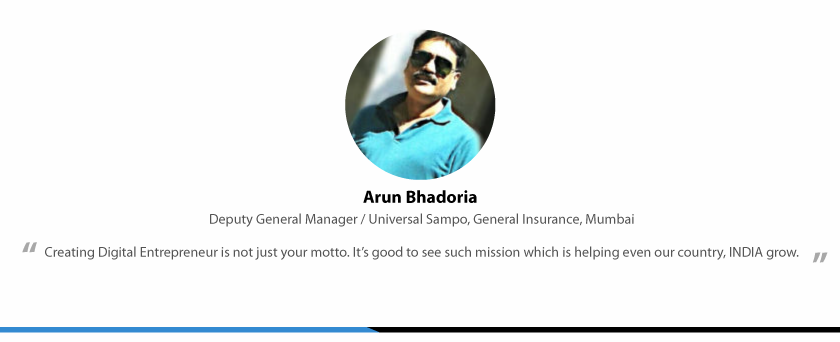 Arun Bhadoria
Deputy General Manager / Universal Sampo, General Insurance, Mumbai
“ Creating Digital Entrepreneur is not just your motto. It’s good to see such mission which is helping even our country, INDIA grow. ”